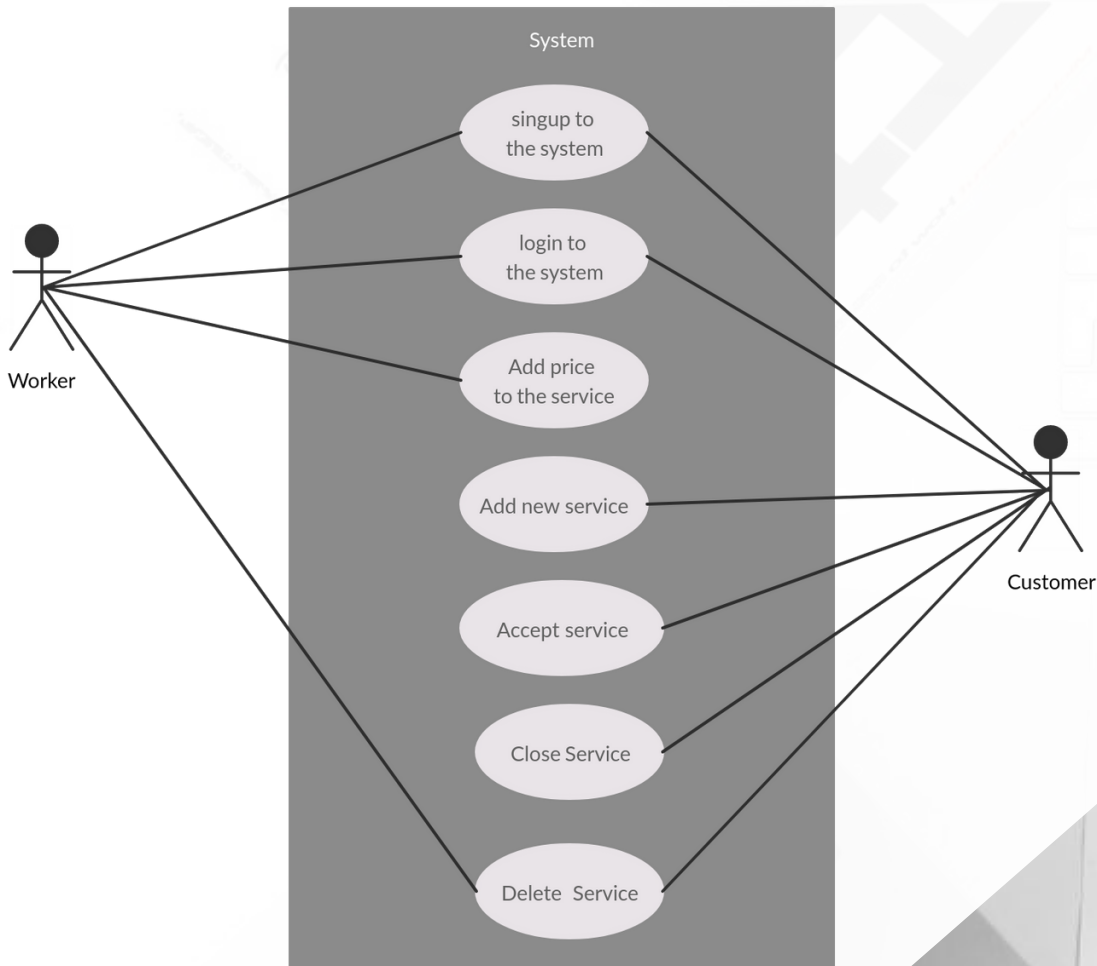 System
singup to
the system
login to
the system
Worker
Add price
to the service
Add new service
Customer
Accept service
Close Service
Delete Service